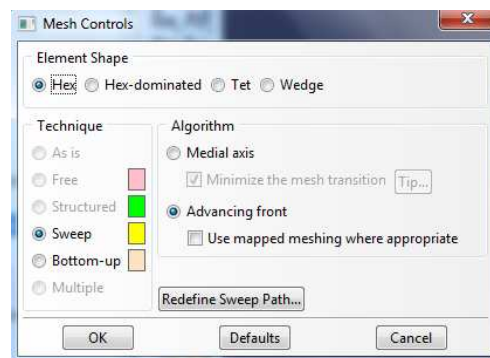 Mesh Controls
Element Shape
Hex Hex-dominated Tet Wedge
Technique
As is
Free
Structured
Sweep
Bottom-up
Multiple
Algorithm
Medial axis
Minimize the mesh transition Tip...
Advancing front
Use mapped meshing where appropriate
Redefine Sweep Path...
OK Defaults Cancel